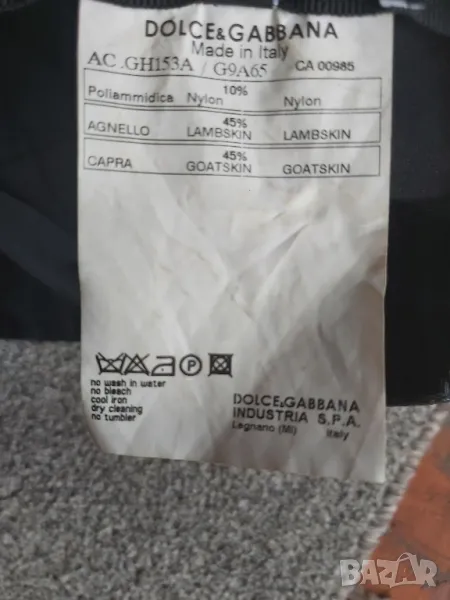 DOLCE&GABBANA
Made in Italy
AC.GH153A / G9A65 CA 00985
Poliammidica Nylon 10% Nylon
AGNELLO LAMBSKIN 45% LAMBSKIN
CAPRA GOATSKIN 45% GOATSKIN
P
no wash in water
no bleach
cool iron
dry cleaning
no tumbler
DOLCE&GABBANA
INDUSTRIA S.P.A.
Legnano (MI) Italy
BAZAR